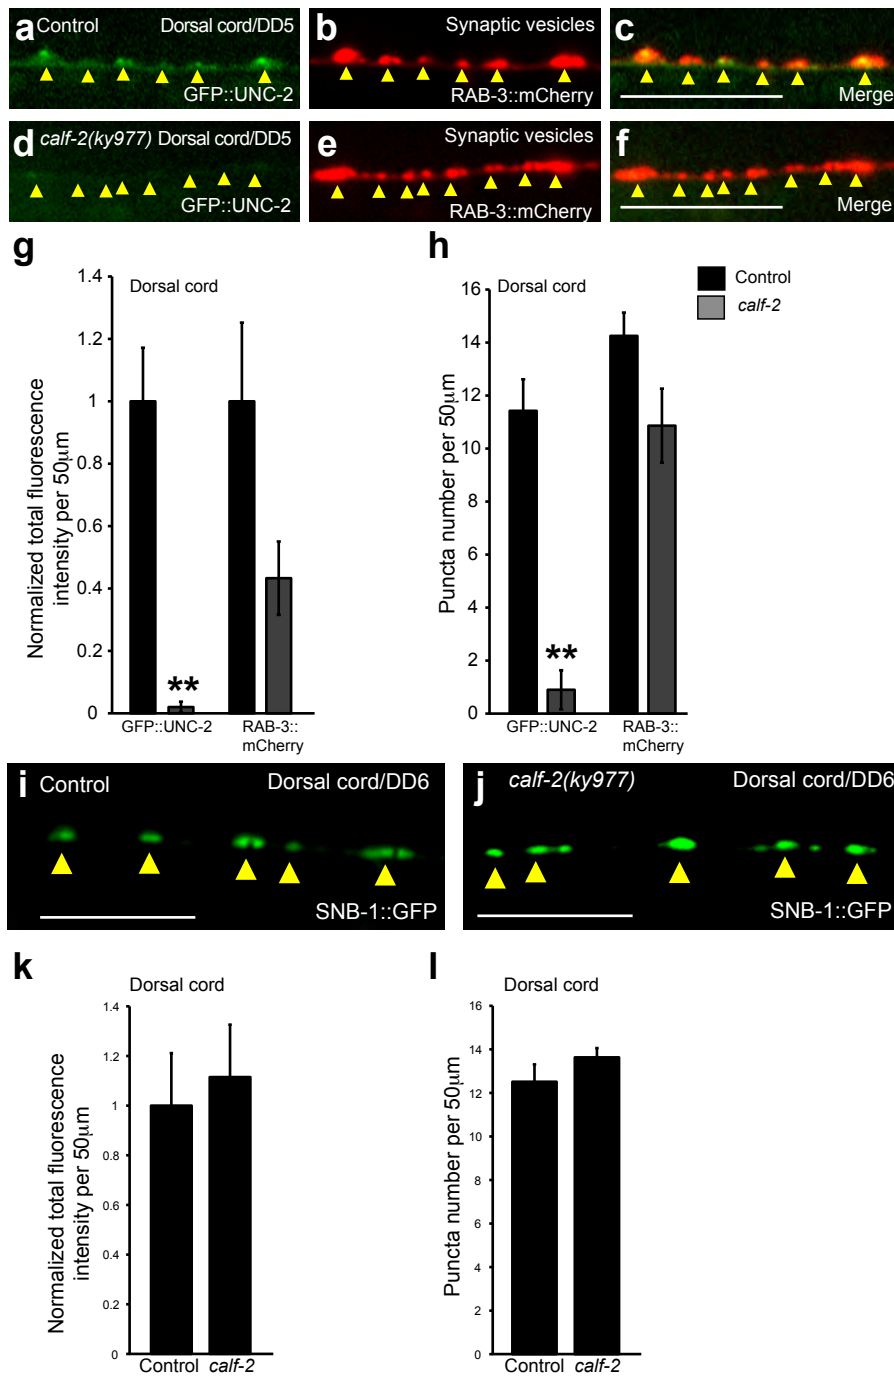 a Control Dorsal cord/DD5
GFP::UNC-2
b Synaptic vesicles
RAB-3::mCherry
c
Merge
d calf-2(ky977) Dorsal cord/DD5
GFP::UNC-2
e Synaptic vesicles
RAB-3::mCherry
f
Merge
g
Dorsal cord
Normalized total fluorescence
intensity per 50µm
1.4
1.2
1
0.8
0.6
0.4
0.2
0
**
GFP::UNC-2
RAB-3::
mCherry
h
Dorsal cord
Control
calf-2
Puncta number per 50µm
16
14
12
10
8
6
4
2
0
**
GFP::UNC-2
RAB-3::
mCherry
i Control Dorsal cord/DD6
SNB-1::GFP
j calf-2(ky977) Dorsal cord/DD6
SNB-1::GFP
k
Dorsal cord
Normalized total fluorescence
intensity per 50µm
1.4
1.2
1
0.8
0.6
0.4
0.2
0
Control calf-2
l
Dorsal cord
Puncta number per 50µm
16
14
12
10
8
6
4
2
0
Control calf-2